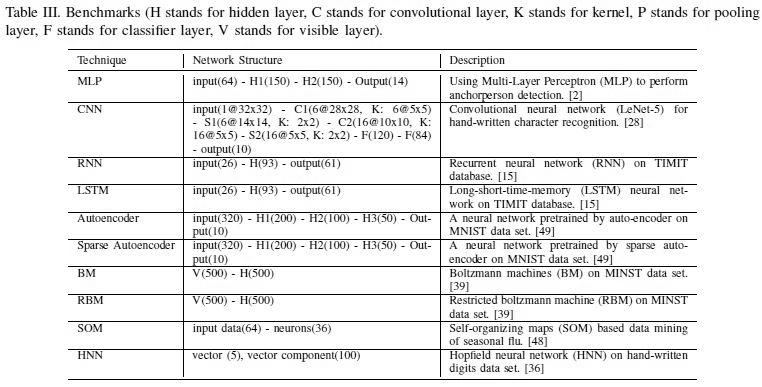 Table III. Benchmarks (H stands for hidden layer, C stands for convolutional layer, K stands for kernel, P stands for pooling
layer, F stands for classifier layer, V stands for visible layer).
Technique Network Structure Description
MLP input(64) - H1(150) - H2(150) - Output(14) Using Multi-Layer Perceptron (MLP) to perform
anchorperson detection. [2]
CNN input(1@32x32) - C1(6@28x28, K: 6@5x5) Convolutional neural network (LeNet-5) for
- S1(6@14x14, K: 2x2) - C2(16@10x10, K: hand-written character recognition. [28]
16@5x5) - S2(16@5x5, K: 2x2) - F(120) - F(84)
- output(10)
RNN input(26) - H(93) - output(61) Recurrent neural network (RNN) on TIMIT
database. [15]
LSTM input(26) - H(93) - output(61) Long-short-time-memory (LSTM) neural net-
work on TIMIT database. [15]
Autoencoder input(320) - H1(200) - H2(100) - H3(50) - Out- A neural network pretrained by auto-encoder on
put(10) MNIST data set. [49]
Sparse Autoencoder input(320) - H1(200) - H2(100) - H3(50) - Out- A neural network pretrained by sparse auto-
put(10) encoder on MNIST data set. [49]
BM V(500) - H(500) Boltzmann machines (BM) on MINST data set.
[39]
RBM V(500) - H(500) Restricted boltzmann machine (RBM) on MINST
data set. [39]
SOM input data(64) - neurons(36) Self-organizing maps (SOM) based data mining
of seasonal flu. [48]
HNN vector (5), vector component(100) Hopfield neural network (HNN) on hand-written
digits data set. [36]